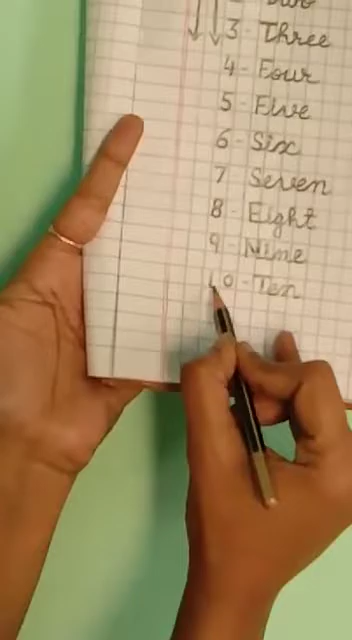 3 - Three
4 - Four
5 - Five
6 - Six
7 Seven
8 - Eight
9 - Nine
10 - Ten